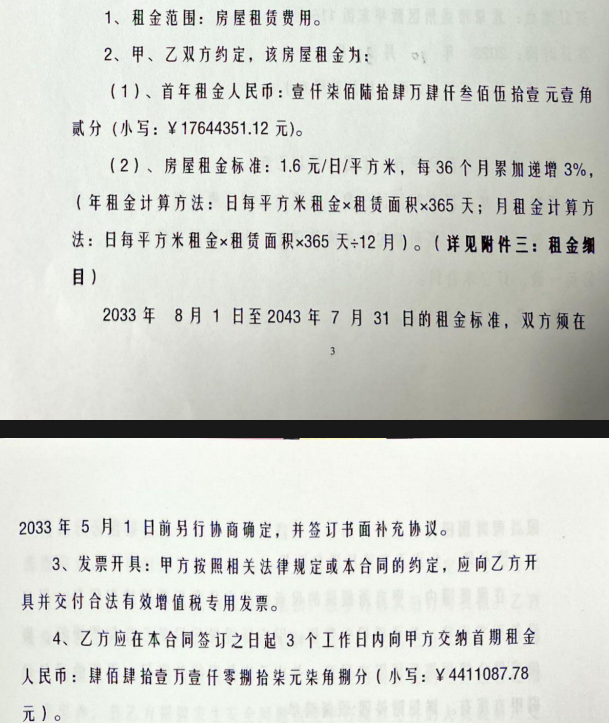 1、租金范围：房屋租赁费用。
2、甲、乙双方约定，该房屋租金为：
（1）、首年租金人民币：壹仟柒佰陆拾肆万肆仟叁佰伍拾壹元壹角
贰分（小写：￥17644351.12 元)。
（2）、房屋租金标准：1.6 元/日/平方米，每 36 个月累加递增 3%，
（年租金计算方法：日每平方米租金×租赁面积×365 天；月租金计算方
法：日每平方米租金×租赁面积×365 天÷12 月）。（详见附件三：租金细
目）
2033 年 8 月 1 日至 2043 年 7 月 31 日的租金标准，双方须在
3
2033 年 5 月 1 日前另行协商确定，并签订书面补充协议。
3、发票开具：甲方按照相关法律规定或本合同的约定，应向乙方开
具并交付合法有效增值税专用发票。
4、乙方应在本合同签订之日起 3 个工作日内向甲方交纳首期租金
人民币：肆佰肆拾壹万壹仟零捌拾柒元柒角捌分（小写：￥4411087.78
元）。